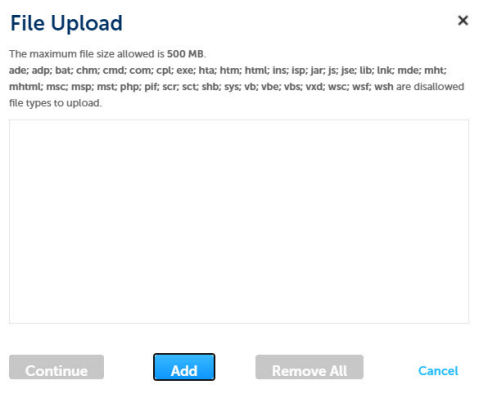 File Upload
×
The maximum file size allowed is 500 MB.
ade; adp; bat; chm; cmd; com; cpl; exe; hta; htm; html; ins; isp; jar; js; jse; lib; lnk; mde; mht;
mhtml; msc; msp; mst; php; pif; scr; sct; shb; sys; vb; vbe; vbs; vxd; wsc; wsf; wsh are disallowed
file types to upload.
Continue
Add
Remove All
Cancel